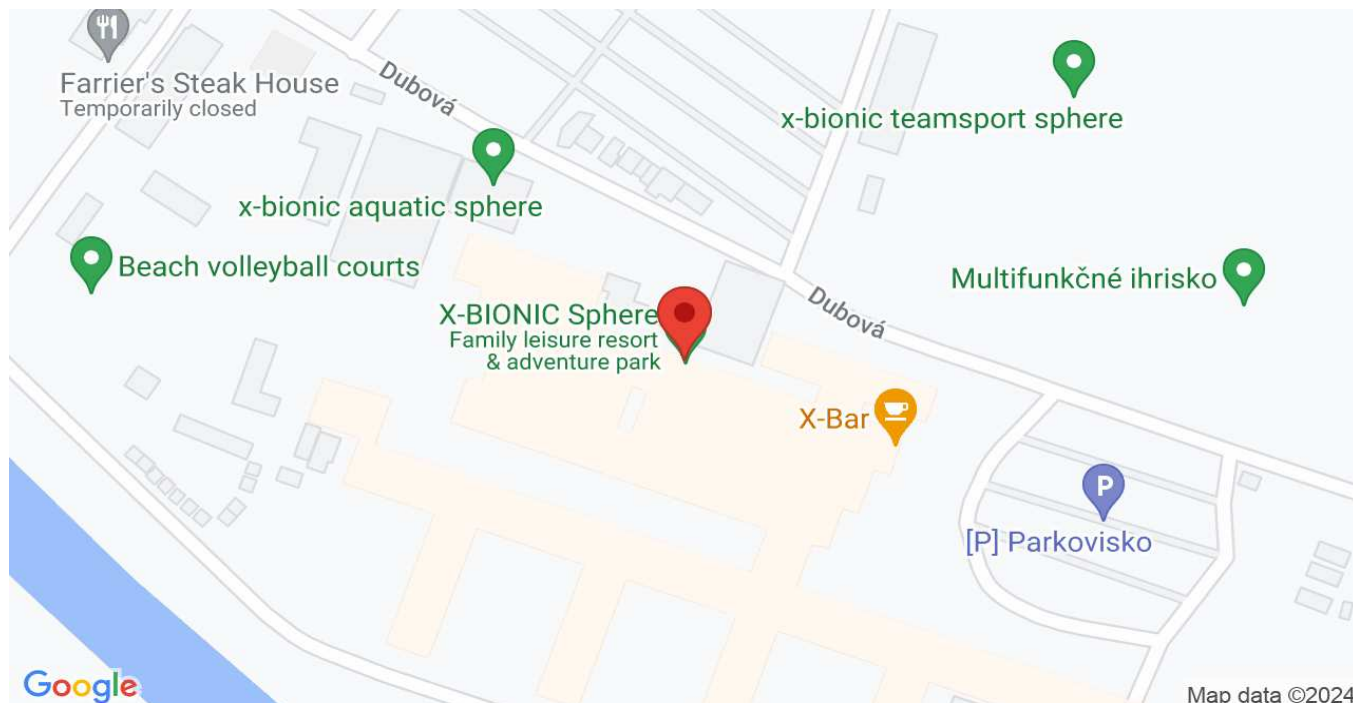 Farrier's Steak House
Temporarily closed
Dubová
x-bionic teamsport sphere
x-bionic aquatic sphere
Beach volleyball courts
Multifunkčné ihrisko
X-BIONIC Sphere
Family leisure resort
& adventure park
Dubová
X-Bar
P
[P] Parkovisko
Google
Map data ©2024